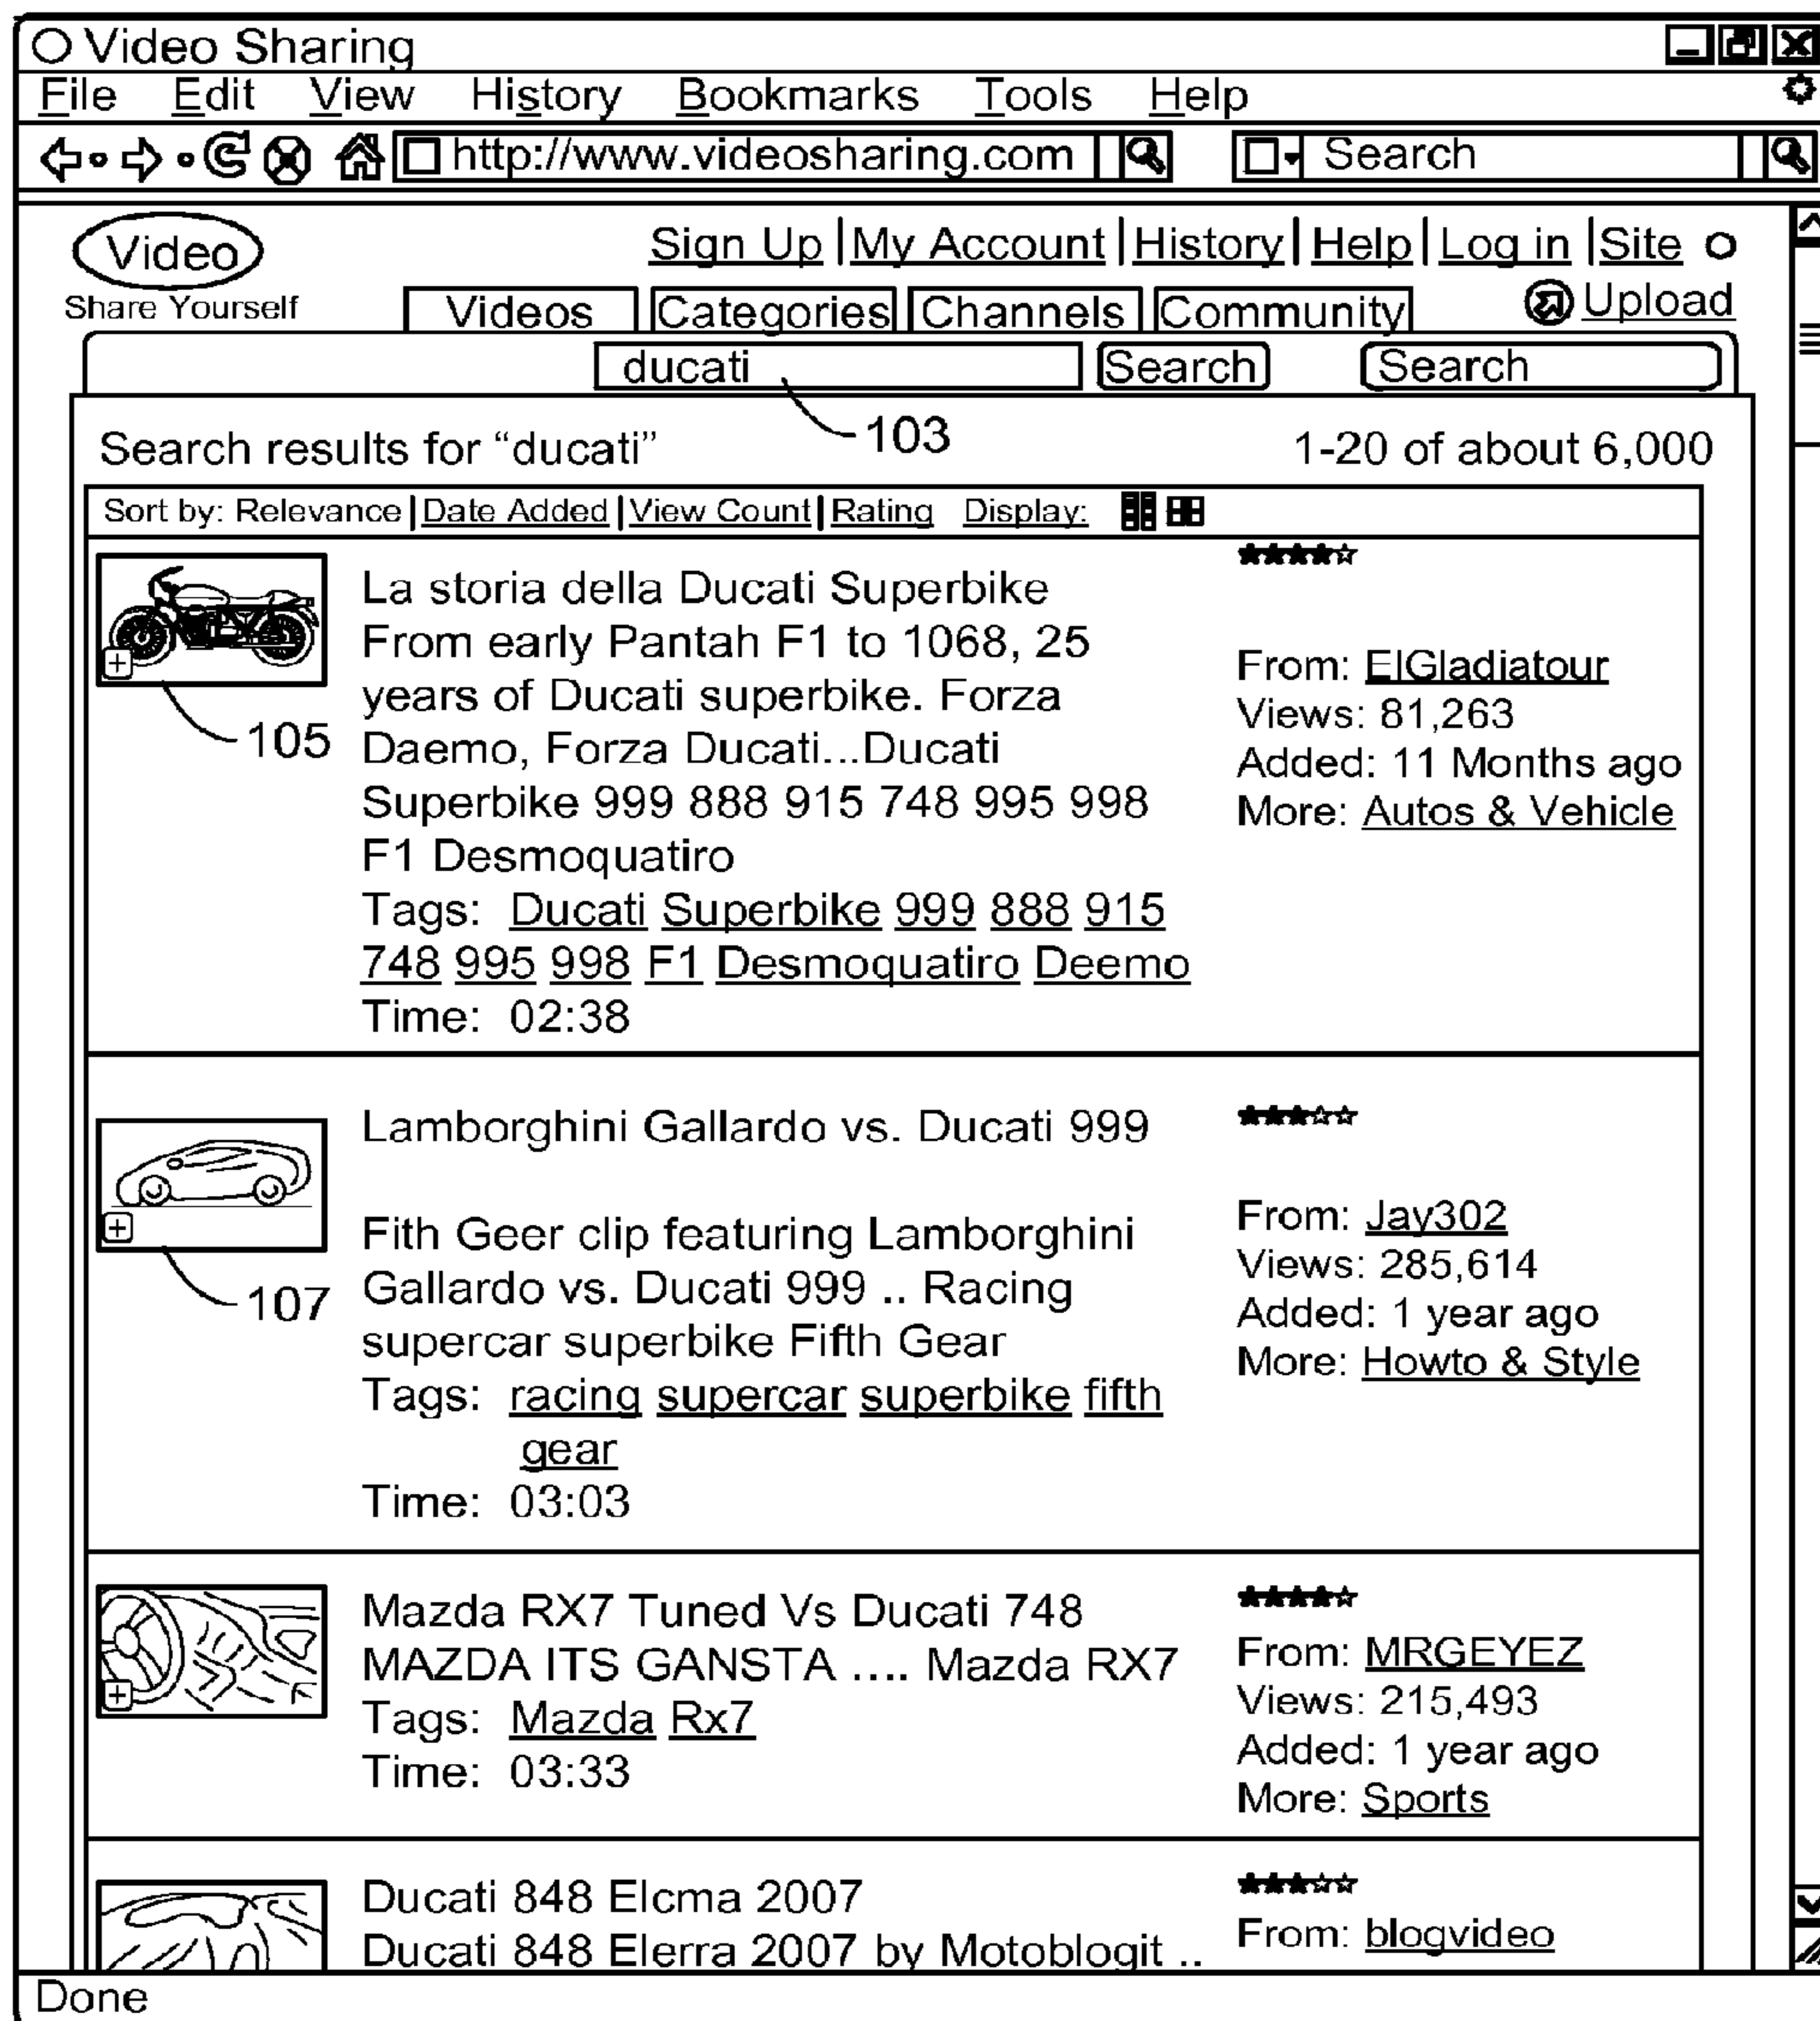 Video Sharing
File Edit View History Bookmarks Tools Help
http://www.videosharing.com Search
Video
Share Yourself
Sign Up | My Account | History | Help | Log in | Site
Videos Categories Channels Community Upload
ducati Search Search
103
Search results for “ducati” 1-20 of about 6,000
Sort by: Relevance | Date Added | View Count | Rating Display:
105
La storia della Ducati Superbike
From early Pantah F1 to 1068, 25
years of Ducati superbike. Forza
Daemo, Forza Ducati...Ducati
Superbike 999 888 915 748 995 998
F1 Desmoquatiro
Tags: Ducati Superbike 999 888 915
748 995 998 F1 Desmoquatiro Deemo
Time: 02:38
From: ElGladiatour
Views: 81,263
Added: 11 Months ago
More: Autos & Vehicle
107
Lamborghini Gallardo vs. Ducati 999
Fith Geer clip featuring Lamborghini
Gallardo vs. Ducati 999 .. Racing
supercar superbike Fifth Gear
Tags: racing supercar superbike fifth
gear
Time: 03:03
From: Jay302
Views: 285,614
Added: 1 year ago
More: Howto & Style
Mazda RX7 Tuned Vs Ducati 748
MAZDA ITS GANSTA .... Mazda RX7
Tags: Mazda Rx7
Time: 03:33
From: MRGEYEZ
Views: 215,493
Added: 1 year ago
More: Sports
Ducati 848 Elcma 2007
Ducati 848 Elerra 2007 by Motoblogit ..
From: blogvideo
Done